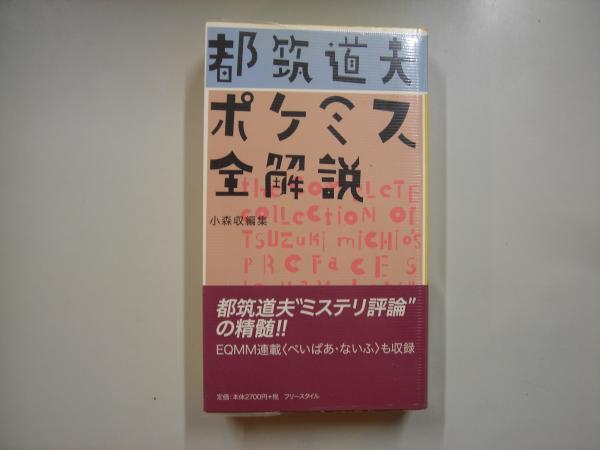 都筑道夫
ポケミス
全解説
小森収編集
the complete
collection of
Tsuzuki michio's
prefaces
都筑道夫“ミステリ評論”
の精髄!!
EQMM連載〈ぺいぱあ・ないふ〉も収録
定価:本体2700円+税 フリースタイル